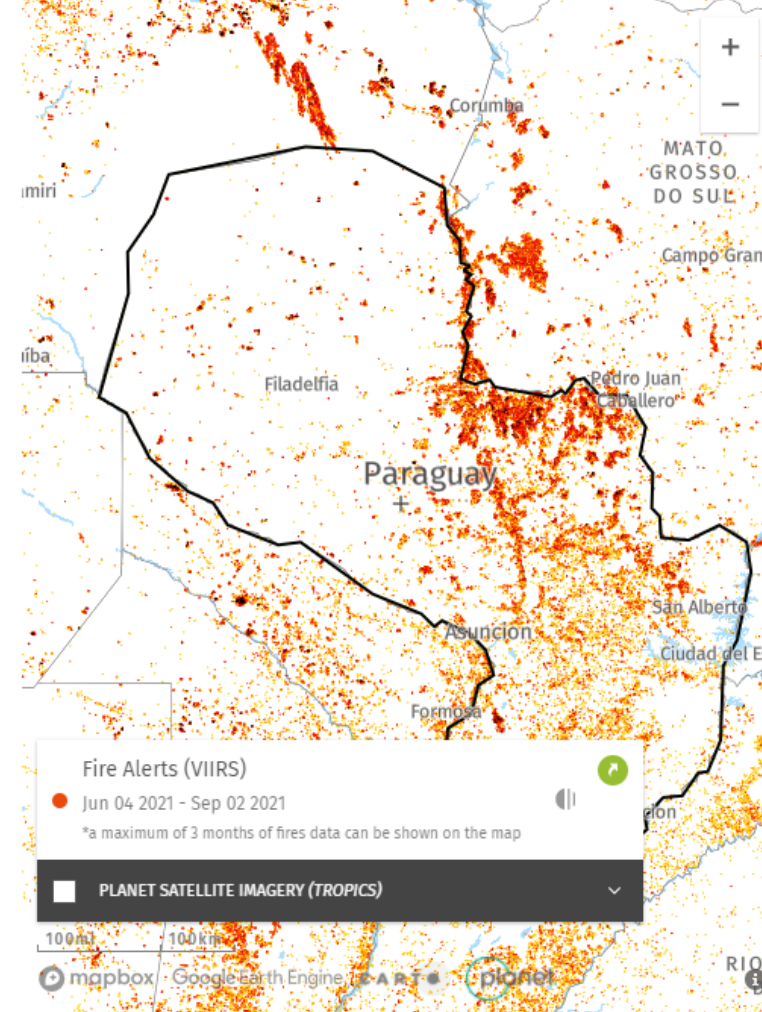 +
−
Corumba
MATO
GROSSO
DO SUL
amiri
Campo Gran
Filadelfia
Pedro Juan
Caballero
Paraguay
San Alberto
Asuncion
Ciudad del E
Formosa
Fire Alerts (VIIRS)
Jun 04 2021 - Sep 02 2021
*a maximum of 3 months of fires data can be shown on the map
PLANET SATELLITE IMAGERY (TROPICS)
100mi
100km
RIO
mapbox
Google Earth Engine
CARTO
planet